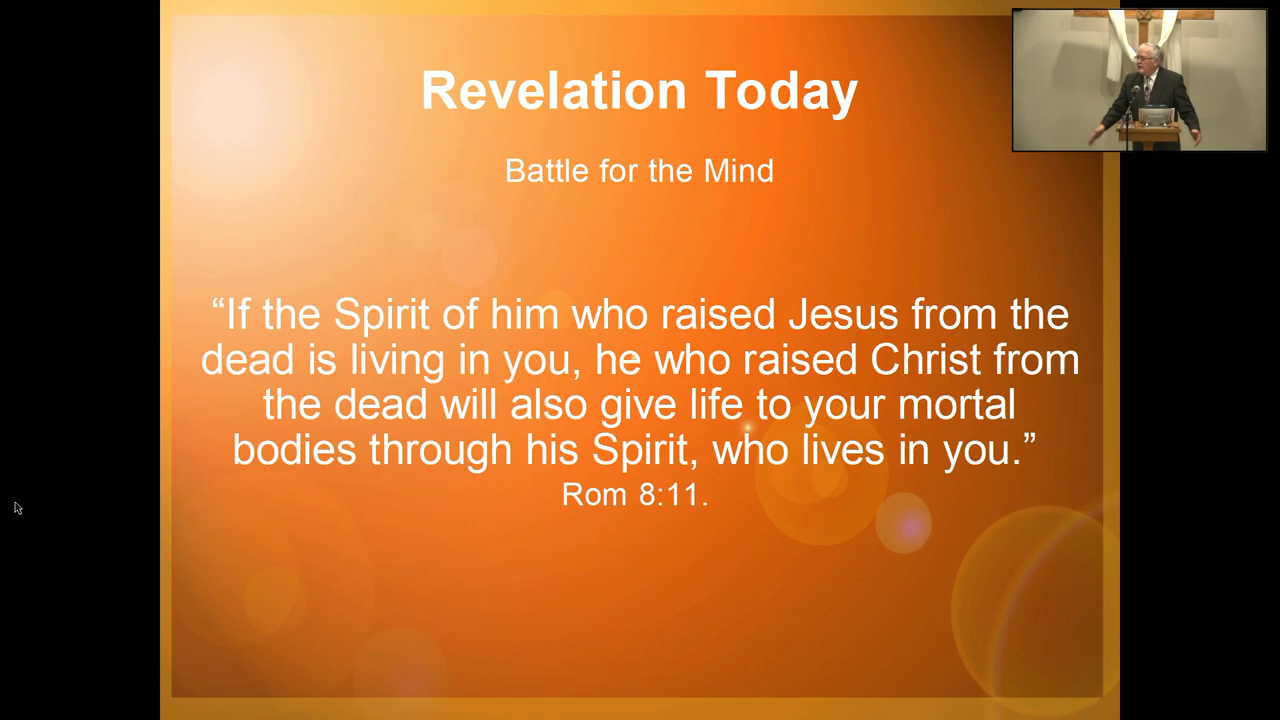 Revelation Today
Battle for the Mind
“If the Spirit of him who raised Jesus from the
dead is living in you, he who raised Christ from
the dead will also give life to your mortal
bodies through his Spirit, who lives in you.”
Rom 8:11.